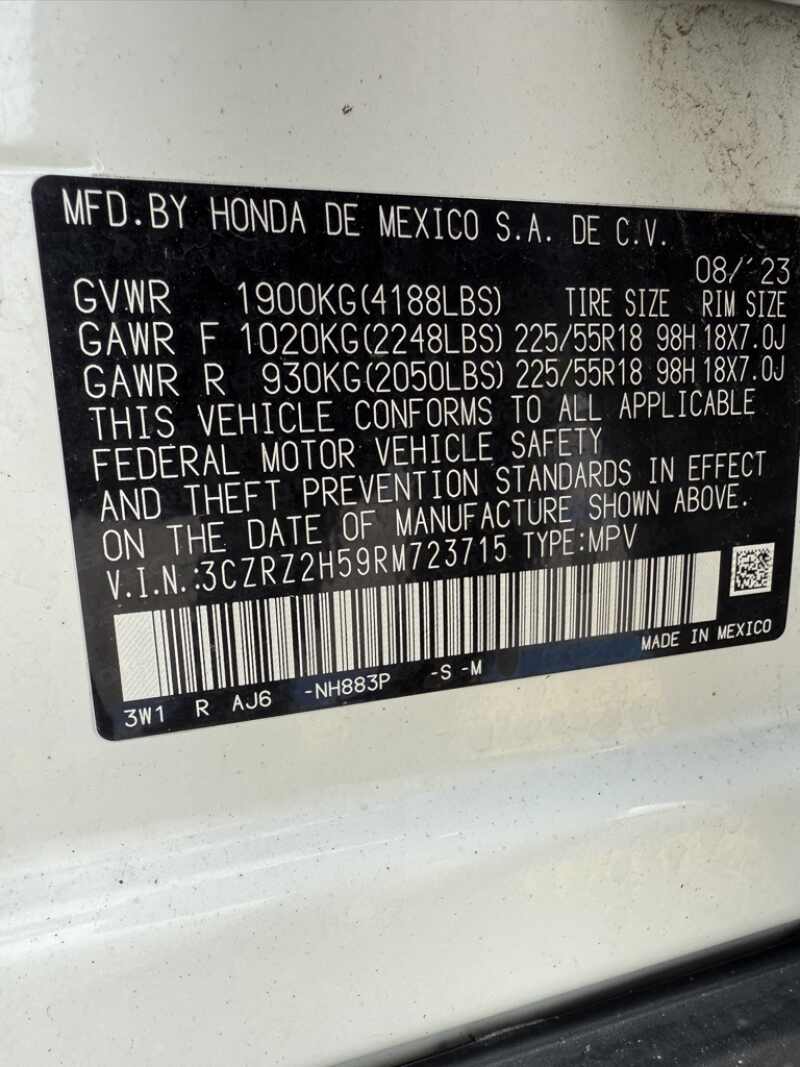 MFD.BY HONDA DE MEXICO S.A. DE C.V.
08/'23
GVWR 1900KG(4188LBS) TIRE SIZE RIM SIZE
GAWR F 1020KG(2248LBS) 225/55R18 98H 18X7.0J
GAWR R 930KG(2050LBS) 225/55R18 98H 18X7.0J
THIS VEHICLE CONFORMS TO ALL APPLICABLE
FEDERAL MOTOR VEHICLE SAFETY
AND THEFT PREVENTION STANDARDS IN EFFECT
ON THE DATE OF MANUFACTURE SHOWN ABOVE.
V.I.N.:3CZRZ2H59RM723715 TYPE:MPV
MADE IN MEXICO
3W1 R AJ6 -NH883P -S -M